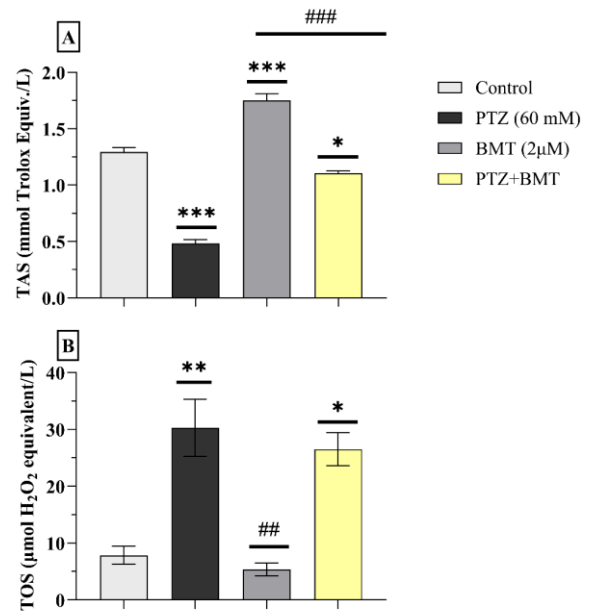 A
###
***
***
*
TAS (mmol Trolox Equiv./L)
2.0
1.5
1.0
0.5
0.0
Control
PTZ (60 mM)
BMT (2µM)
PTZ+BMT
B
**
##
*
TOS (µmol H₂O₂ equivalent/L)
40
30
20
10
0